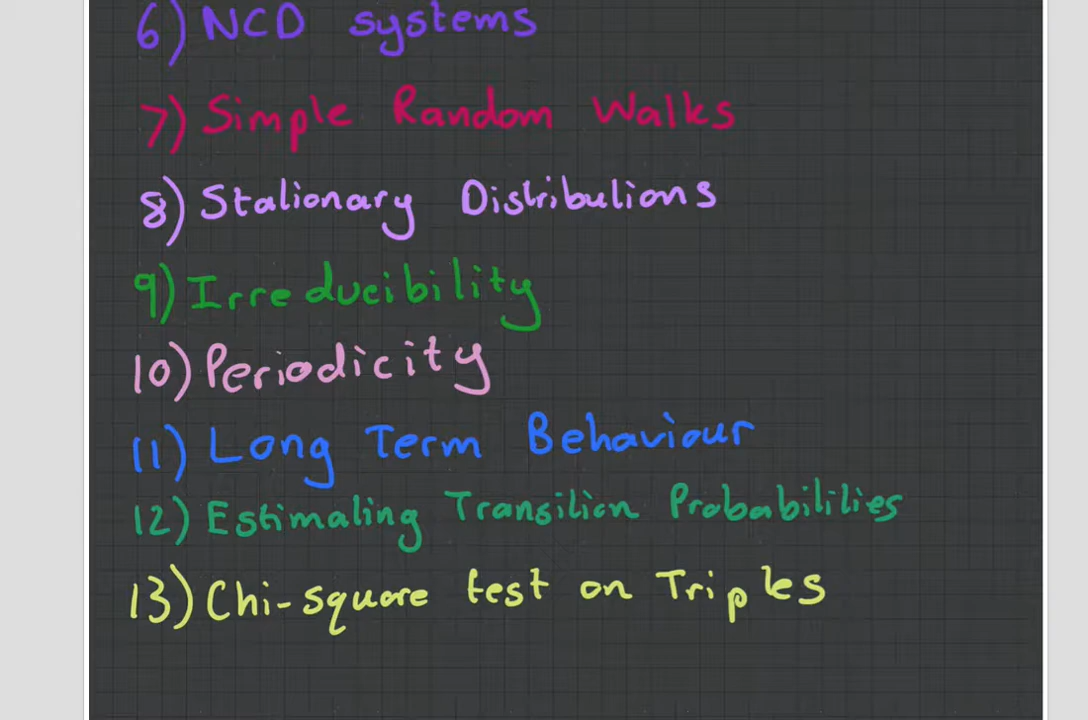 6) NCD systems
7) Simple Random Walks
8) Stationary Distributions
9) Irreducibility
10) Periodicity
11) Long Term Behaviour
12) Estimating Transition Probabilities
13) Chi-square test on Triples